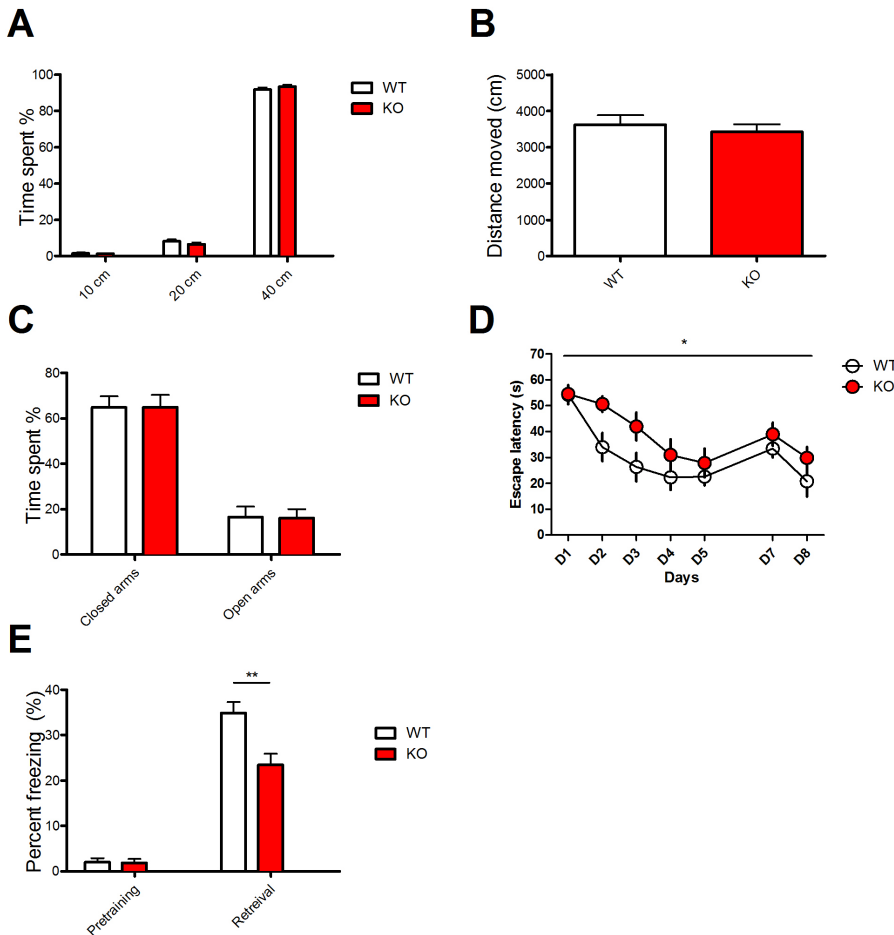 A
Time spent %
100
80
60
40
20
0
10 cm
20 cm
40 cm
WT
KO
B
Distance moved (cm)
5000
4000
3000
2000
1000
0
WT
KO
C
Time spent %
80
60
40
20
0
Closed arms
Open arms
WT
KO
D
Escape latency (s)
70
60
50
40
30
20
10
0
*
D1
D2
D3
D4
D5
D7
D8
Days
WT
KO
E
Percent freezing (%)
40
30
20
10
0
**
Pretraining
Retreival
WT
KO